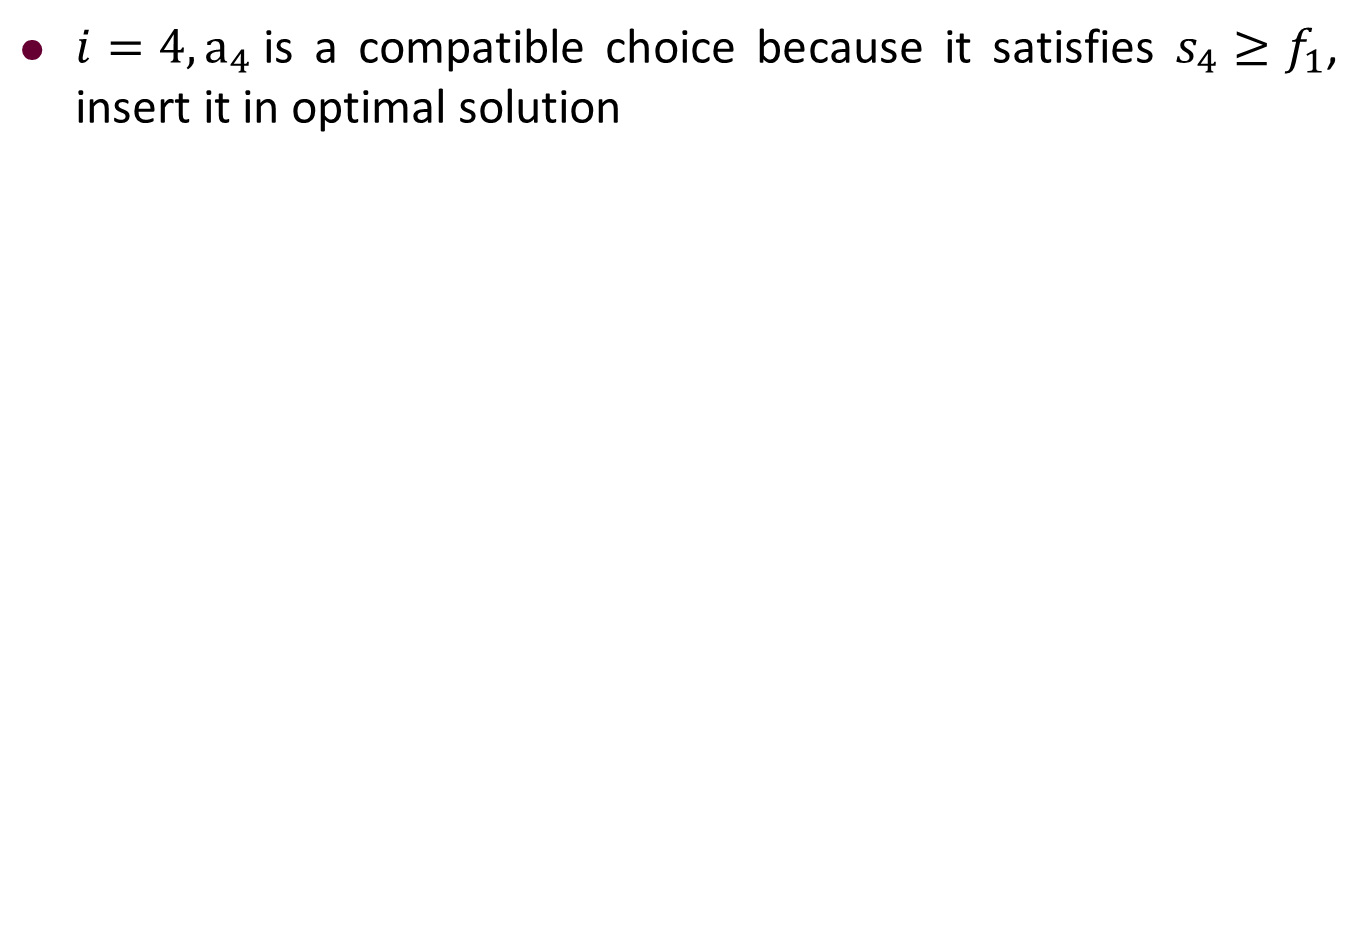 • i = 4, a₄ is a compatible choice because it satisfies s₄ ≥ f₁,
insert it in optimal solution